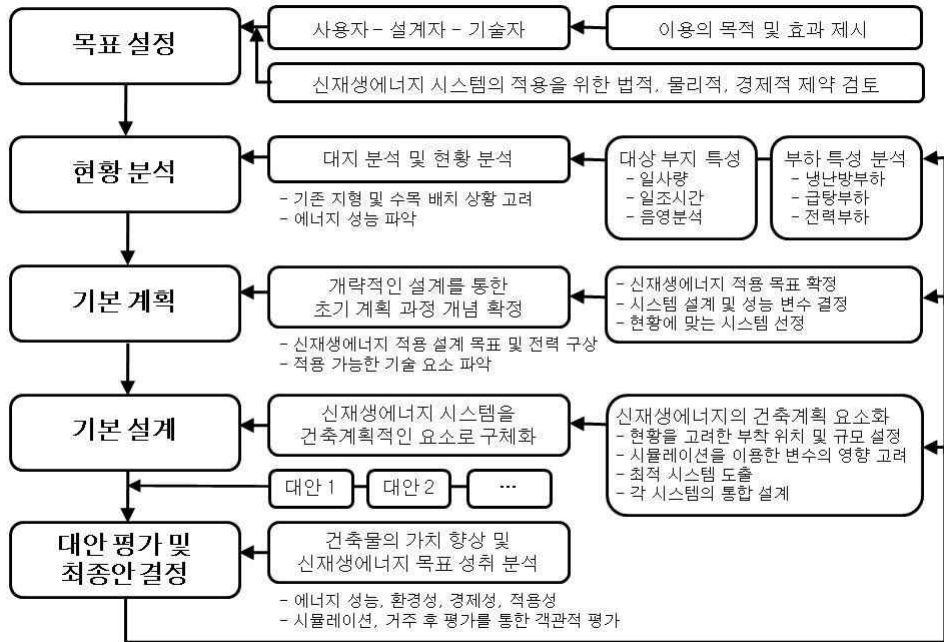 목표 설정
사용자 – 설계자 – 기술자
이용의 목적 및 효과 제시
신재생에너지 시스템의 적용을 위한 법적, 물리적, 경제적 제약 검토
현황 분석
대지 분석 및 현황 분석
- 기존 지형 및 수목 배치 상황 고려
- 에너지 성능 파악
대상 부지 특성
- 일사량
- 일조시간
- 음영분석
부하 특성 분석
- 냉난방부하
- 급탕부하
- 전력부하
기본 계획
개략적인 설계를 통한
초기 계획 과정 개념 확정
- 신재생에너지 적용 설계 목표 및 전력 구상
- 적용 가능한 기술 요소 파악
- 신재생에너지 적용 목표 확정
- 시스템 설계 및 성능 변수 결정
- 현황에 맞는 시스템 선정
기본 설계
신재생에너지 시스템을
건축계획적인 요소로 구체화
신재생에너지의 건축계획 요소화
- 현황을 고려한 부착 위치 및 규모 설정
- 시뮬레이션을 이용한 변수의 영향 고려
- 최적 시스템 도출
- 각 시스템의 통합 설계
대안 1
대안 2
...
대안 평가 및
최종안 결정
건축물의 가치 향상 및
신재생에너지 목표 성취 분석
- 에너지 성능, 환경성, 경제성, 적용성
- 시뮬레이션, 거주 후 평가를 통한 객관적 평가